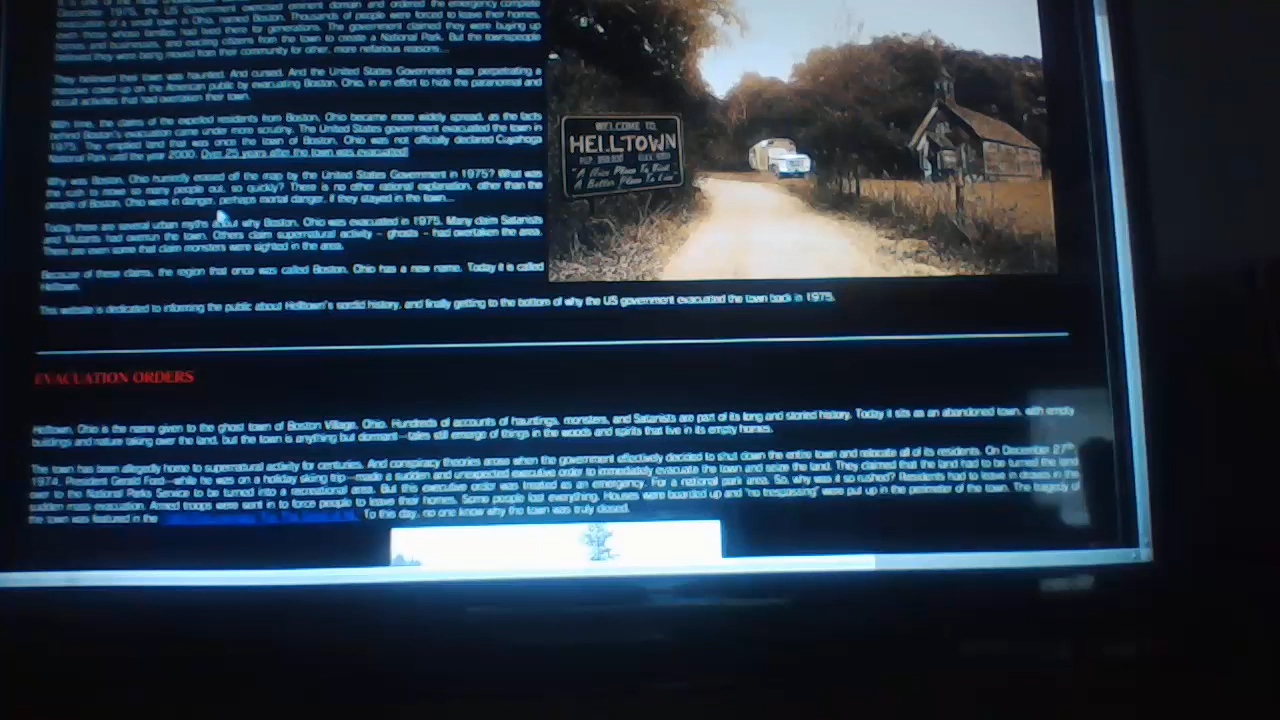 1975, the US Government exercised eminent domain and ordered the emergency complete
town in Ohio, named Boston. Thousands of people were forced to leave their homes,
those whose families had lived there for generations. The government claimed they were buying up
homes and businesses, and evicting citizens from the town to create a National Park. But the townspeople
believed they were being moved from their community for other, more nefarious reasons...
They believed their town was haunted. And cursed. And the United States Government was perpetrating a
massive cover-up on the American public by evacuating Boston, Ohio, in an effort to hide the paranormal and
occult activities that had overtaken their town.
With time, the claims of the expelled residents from Boston, Ohio became more widely spread, as the facts
behind Boston's evacuation came under more scrutiny. The United States government evacuated the town in
1975. The emptied land that was once the town of Boston, Ohio was not officially declared Cuyahoga
National Park until the year 2000. Over 25 years after the town was evacuated!
Why was Boston, Ohio hurriedly erased of the map by the United States Government in 1975? What was
done to move so many people out, so quickly? There is no other rational explanation, other than the
people of Boston, Ohio were in danger, perhaps mortal danger, if they stayed in the town...
Today there are several urban myths about why Boston, Ohio was evacuated in 1975. Many claim Satanists
and Mutants had overrun the town. Others claim supernatural activity – ghosts – had overtaken the area.
There are even some that claim monsters were sighted in the area.
Because of these claims, the region that once was called Boston, Ohio has a new name. Today it is called
Helltown.
This website is dedicated to informing the public about Helltown's sordid history, and finally getting to the bottom of why the US government evacuated the town back in 1975.
WELCOME TO
HELLTOWN
"A Nice Place To Visit
A Better Place To Live"
EVACUATION ORDERS
Helltown, Ohio is the name given to the ghost town of Boston Village, Ohio. Hundreds of accounts of hauntings, monsters, and Satanists are part of its long and storied history. Today it sits as an abandoned town, with empty
buildings and nature taking over the land, but the town is anything but dormant—tales still emerge of things in the woods and spirits that live in its empty homes.
The town has been allegedly home to supernatural activity for centuries. And conspiracy theories arose when the government effectively decided to shut down the entire town and relocate all of its residents. On December 27th
1974, President Gerald Ford—while he was on a holiday skiing trip—made a sudden and unexpected executive order to immediately evacuate the town and seize the land. They claimed that the land had to be turned the land
over to the National Parks Service to be turned into a recreational area. But this executive order was treated as an emergency. For a national park area. So, why was it so rushed? Residents had to leave in droves in the
sudden mass evacuation. Armed troops were sent in to force people to leave their homes. Some people lost everything. Houses were boarded up and "no trespassing" were put up in the perimeter of the town. The tragedy of
the town was featured in the To this day, no one know why the town was truly closed.